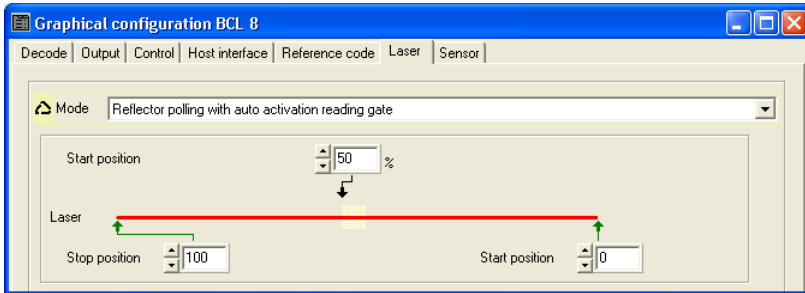 Graphical configuration BCL 8
Decode Output Control Host interface Reference code Laser Sensor
Mode Reflector polling with auto activation reading gate
Start position 50 %
Laser
Stop position 100 Start position 0